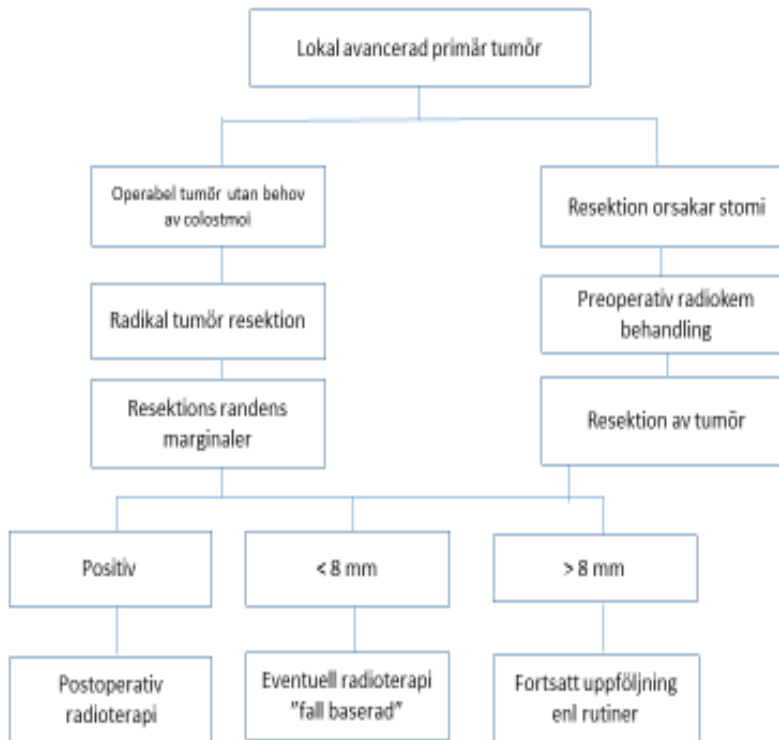 Lokal avancerad primär tumör
Operabel tumör utan behov
av colostmoi
Resektion orsakar stomi
Radikal tumör resektion
Preoperativ radiokem
behandling
Resektions randens
marginaler
Resektion av tumör
Positiv
< 8 mm
> 8 mm
Postoperativ
radioterapi
Eventuell radioterapi
"fall baserad"
Fortsatt uppföljning
enl rutiner